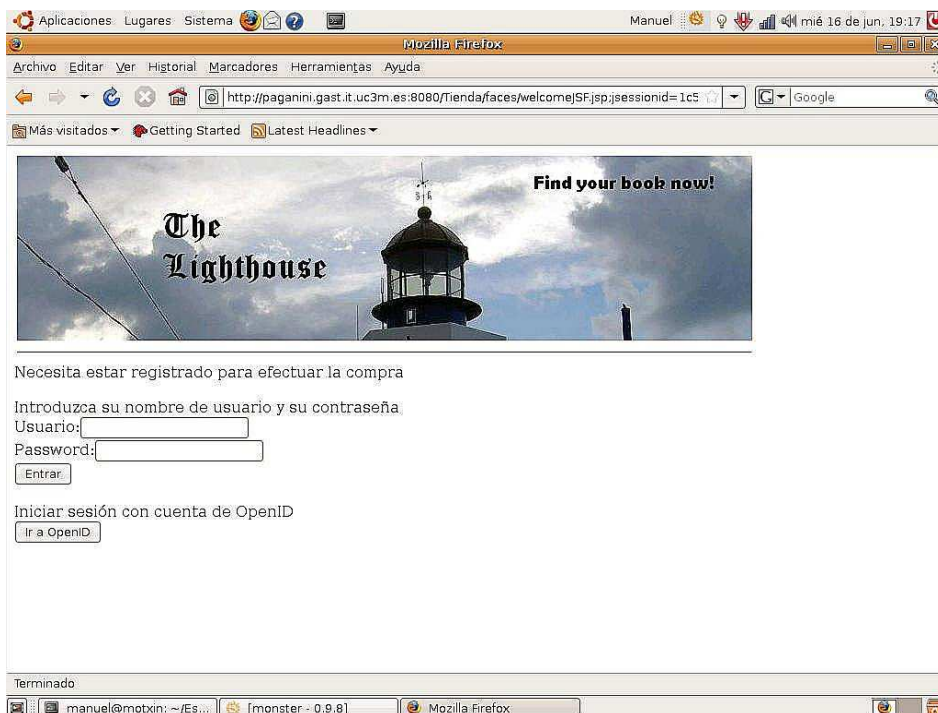 Aplicaciones Lugares Sistema Manuel mié 16 de jun, 19:17
Mozilla Firefox
Archivo Editar Ver Historial Marcadores Herramientas Ayuda
http://paganini.gast.it.uc3m.es:8080/Tienda/faces/welcomeJSF.jsp;jsessionid=1c5 Google
Más visitados Getting Started Latest Headlines
Find your book now!
The
Lighthouse
Necesita estar registrado para efectuar la compra
Introduzca su nombre de usuario y su contraseña
Usuario:
Password:
Entrar
Iniciar sesión con cuenta de OpenID
Ir a OpenID
Terminado
manuel@motxin: ~/Es... [monster - 0.9.8] Mozilla Firefox